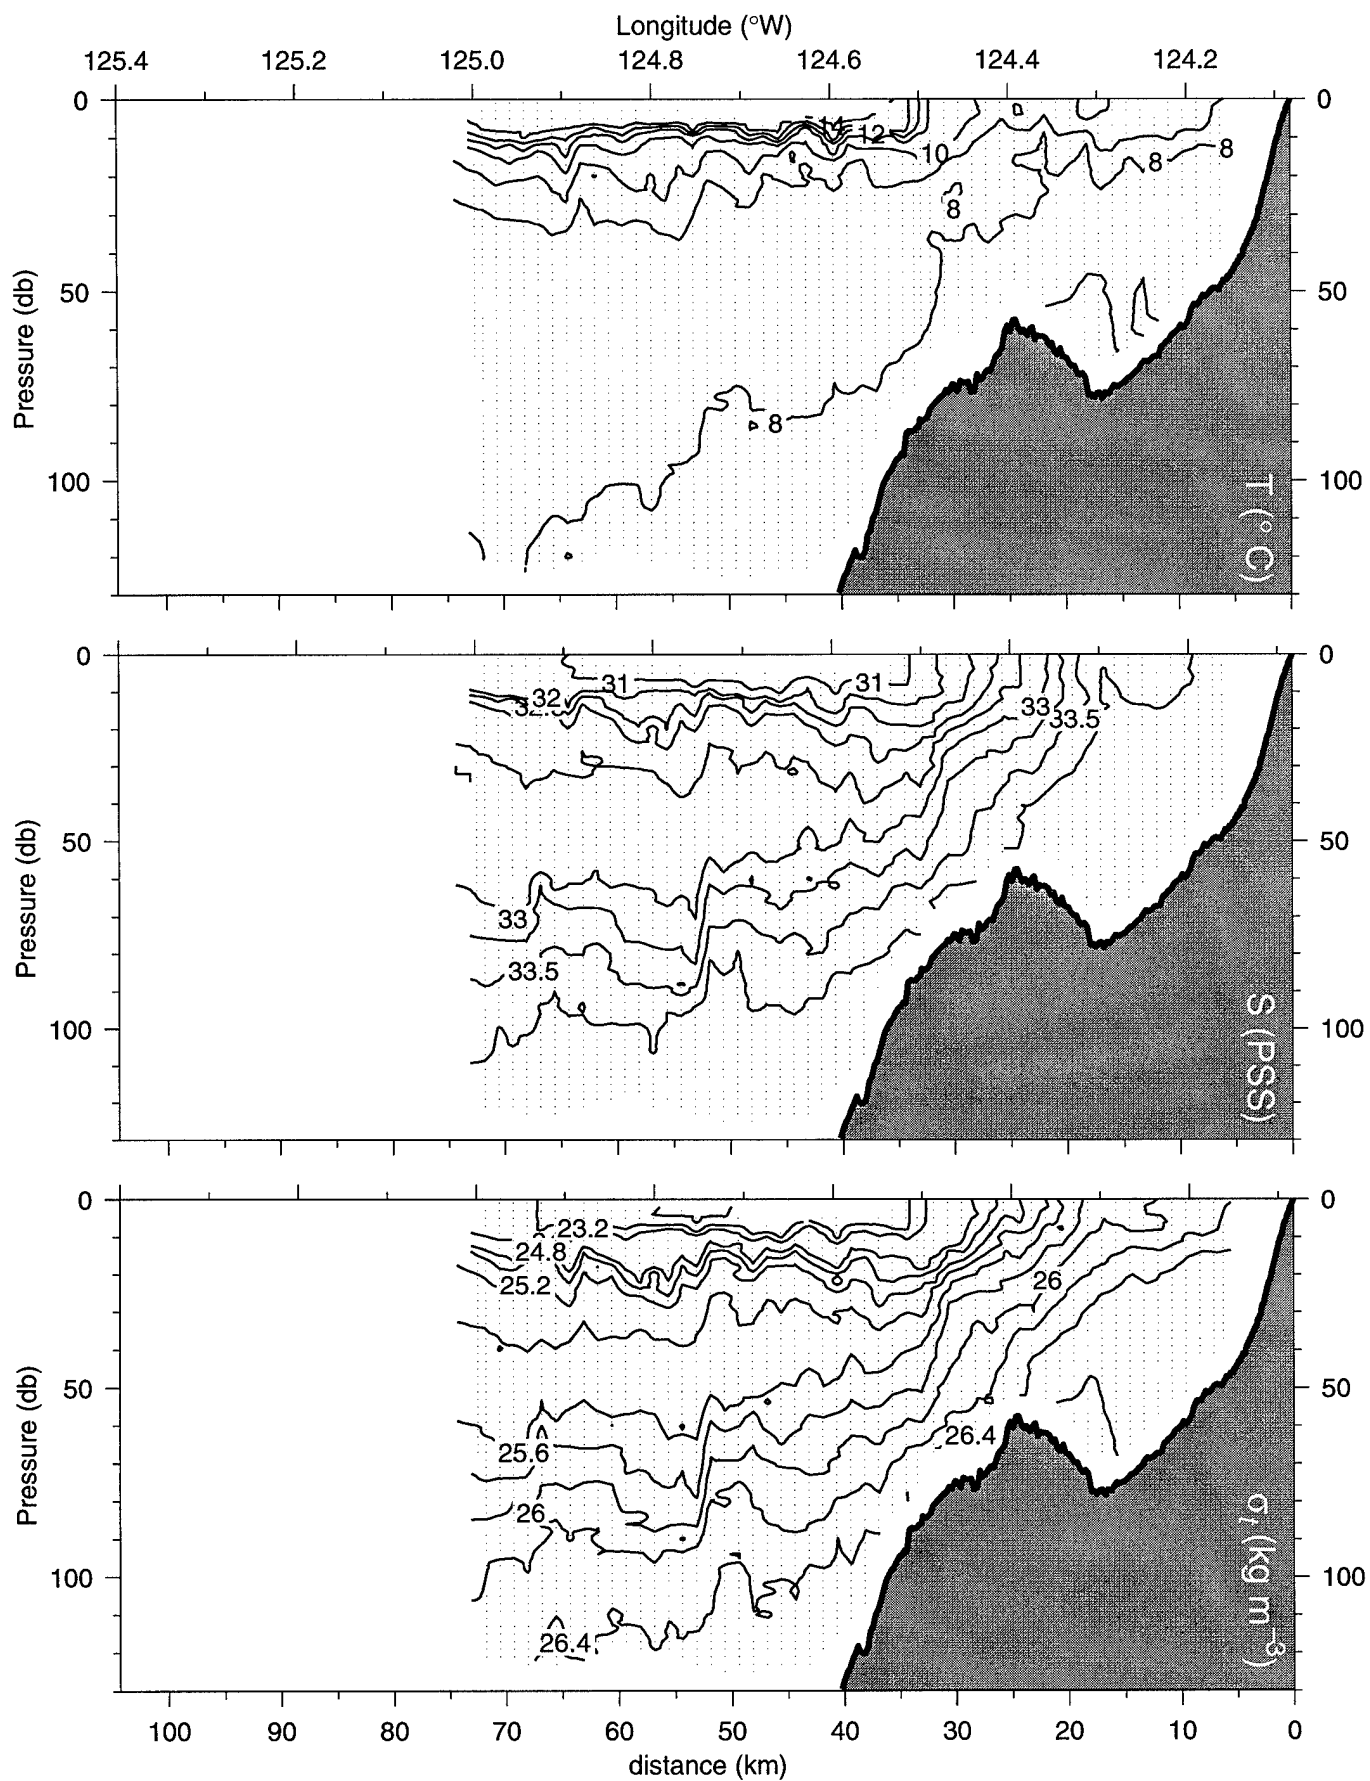 Longitude (°W)
125.4 125.2 125.0 124.8 124.6 124.4 124.2
0 0
14
12
10
8 8
8
50 50
Pressure (db)
8
100 100
T (° C)
0 0
31 31
32
33
33.5
50 50
Pressure (db)
33
33.5
100 100
S (PSS)
0 0
23.2
24.8
25.2
26
50 50
Pressure (db)
26.4
25.6
26
100 100
26.4
σt (kg m⁻³)
100 90 80 70 60 50 40 30 20 10 0
distance (km)